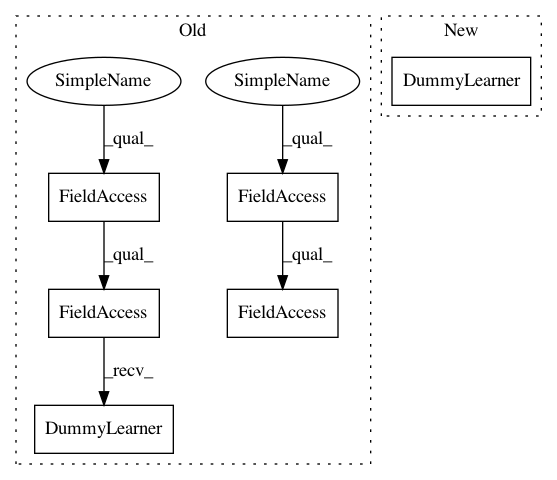 Old
New
SimpleName
SimpleName
DummyLearner
_qual_
_qual_
FieldAccess
FieldAccess
_qual_
_qual_
FieldAccess
FieldAccess
_recv_
DummyLearner